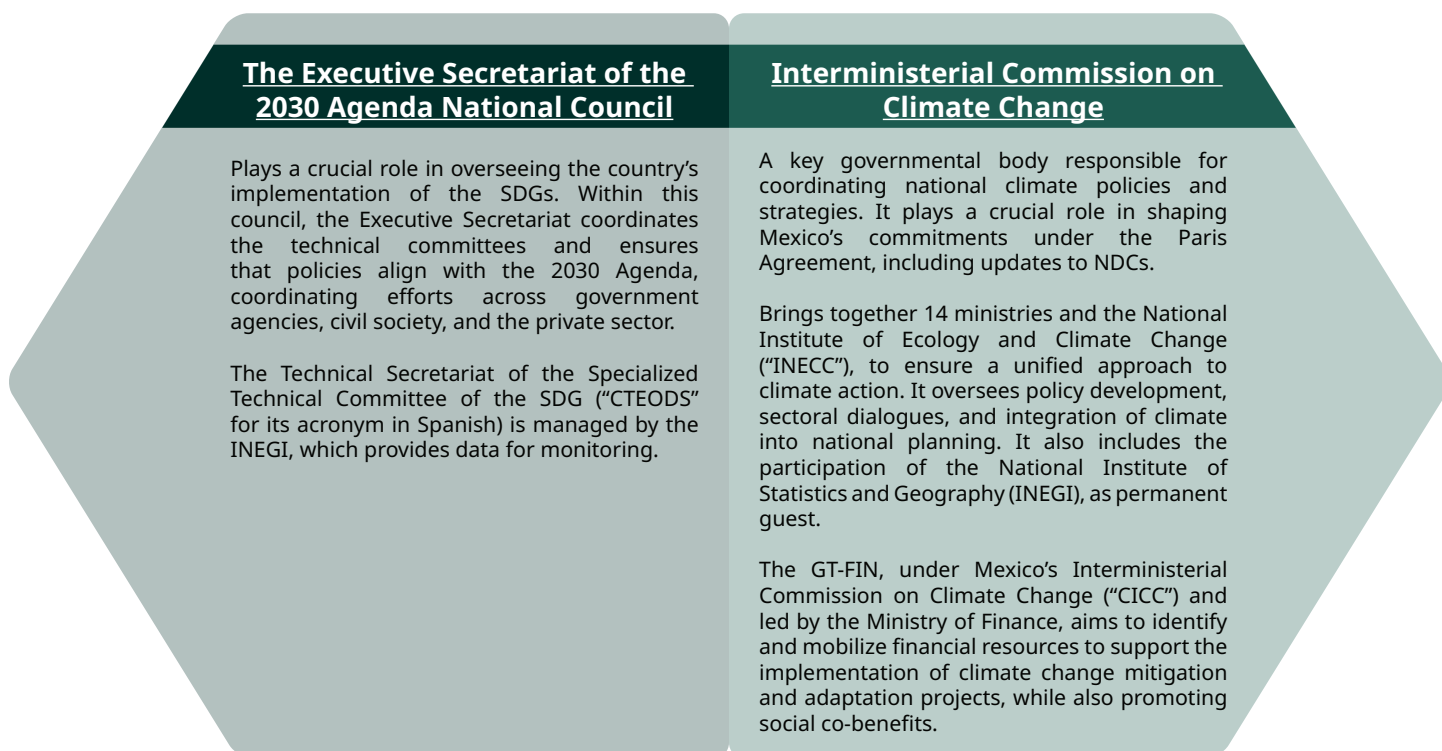 The Executive Secretariat of the
2030 Agenda National Council
Plays a crucial role in overseeing the country's
implementation of the SDGs. Within this
council, the Executive Secretariat coordinates
the technical committees and ensures
that policies align with the 2030 Agenda,
coordinating efforts across government
agencies, civil society, and the private sector.
The Technical Secretariat of the Specialized
Technical Committee of the SDG (“CTEODS”
for its acronym in Spanish) is managed by the
INEGI, which provides data for monitoring.
Interministerial Commission on
Climate Change
A key governmental body responsible for
coordinating national climate policies and
strategies. It plays a crucial role in shaping
Mexico’s commitments under the Paris
Agreement, including updates to NDCs.
Brings together 14 ministries and the National
Institute of Ecology and Climate Change
(“INECC”), to ensure a unified approach to
climate action. It oversees policy development,
sectoral dialogues, and integration of climate
into national planning. It also includes the
participation of the National Institute of
Statistics and Geography (INEGI), as permanent
guest.
The GT-FIN, under Mexico’s Interministerial
Commission on Climate Change (“CICC”) and
led by the Ministry of Finance, aims to identify
and mobilize financial resources to support the
implementation of climate change mitigation
and adaptation projects, while also promoting
social co-benefits.